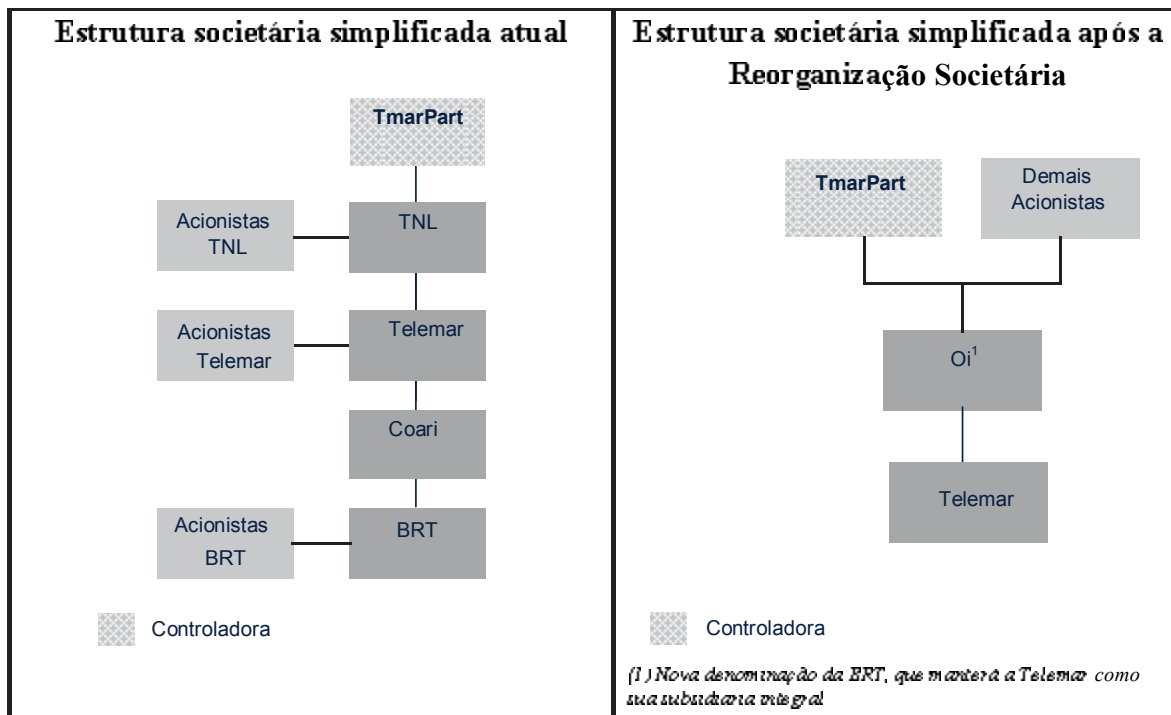 Estrutura societária simplificada atual
TmarPart
Acionistas
TNL
TNL
Acionistas
Telemar
Telemar
Coari
Acionistas
BRT
BRT
Controladora
Estrutura societária simplificada após a
Reorganização Societária
TmarPart
Demais
Acionistas
Oi¹
Telemar
Controladora
(1) Nova denominação da BRT, que manterá a Telemar como
sua subsidiaria integral